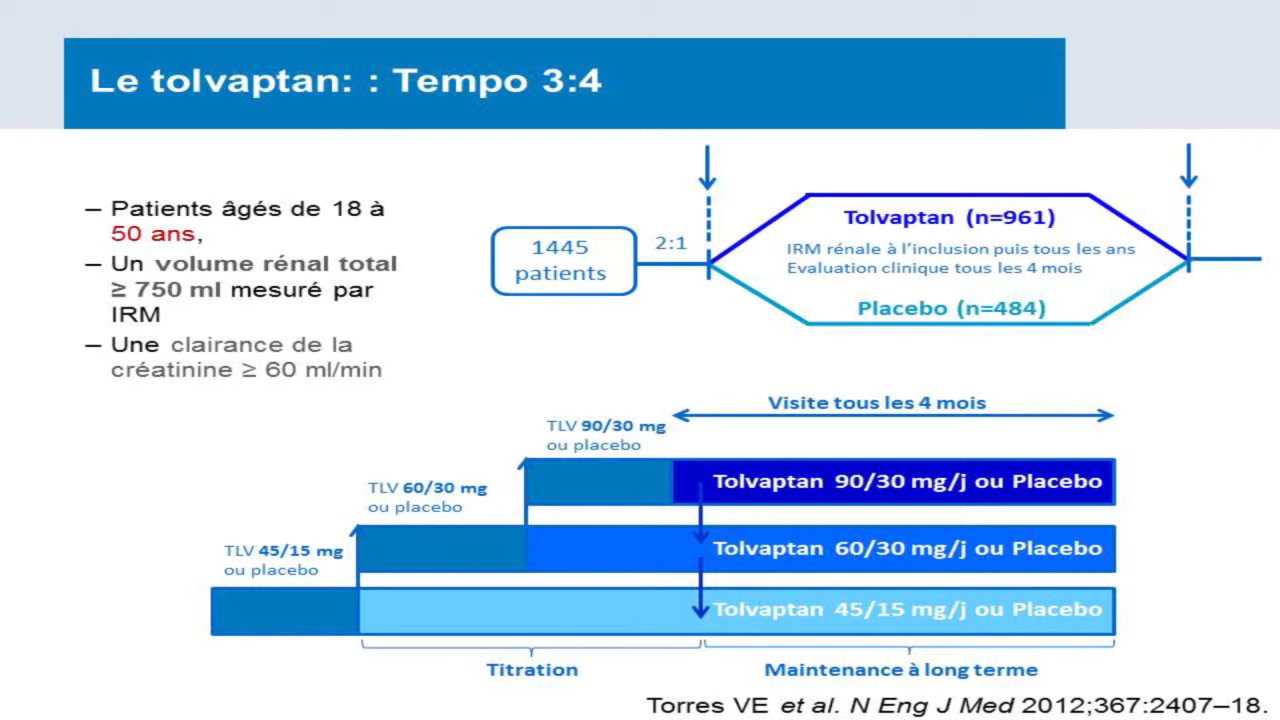 Le tolvaptan: : Tempo 3:4
– Patients âgés de 18 à
50 ans,
– Un volume rénal total
≥ 750 ml mesuré par
IRM
– Une clairance de la
créatinine ≥ 60 ml/min
1445
patients
2:1
Tolvaptan (n=961)
IRM rénale à l’inclusion puis tous les ans
Evaluation clinique tous les 4 mois
Placebo (n=484)
Visite tous les 4 mois
TLV 90/30 mg
ou placebo
Tolvaptan 90/30 mg/j ou Placebo
TLV 60/30 mg
ou placebo
Tolvaptan 60/30 mg/j ou Placebo
TLV 45/15 mg
ou placebo
Tolvaptan 45/15 mg/j ou Placebo
Titration
Maintenance à long terme
Torres VE et al. N Eng J Med 2012;367:2407–18.